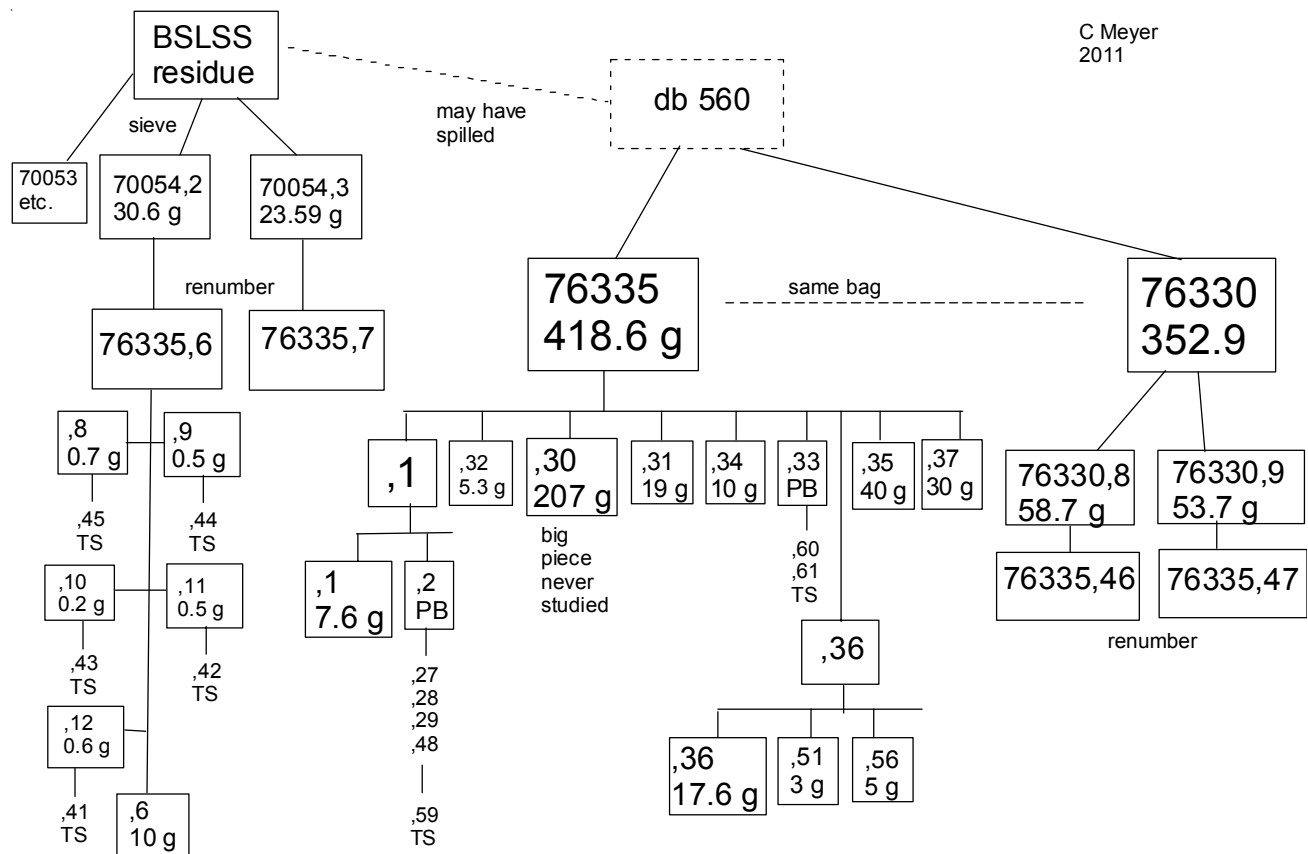 BSLSS
residue
C Meyer
2011
db 560
may have
spilled
sieve
70053
etc.
70054,2
30.6 g
70054,3
23.59 g
renumber
76335,6
76335,7
76335
418.6 g
same bag
76330
352.9
,8
0.7 g
,9
0.5 g
,45
TS
,44
TS
,10
0.2 g
,11
0.5 g
,43
TS
,42
TS
,12
0.6 g
,41
TS
,6
10 g
,1
,32
5.3 g
,30
207 g
big
piece
never
studied
,31
19 g
,34
10 g
,33
PB
,60
,61
TS
,35
40 g
,37
30 g
,1
7.6 g
,2
PB
,27
,28
,29
,48
,59
TS
,36
,36
17.6 g
,51
3 g
,56
5 g
76330,8
58.7 g
76330,9
53.7 g
76335,46
76335,47
renumber